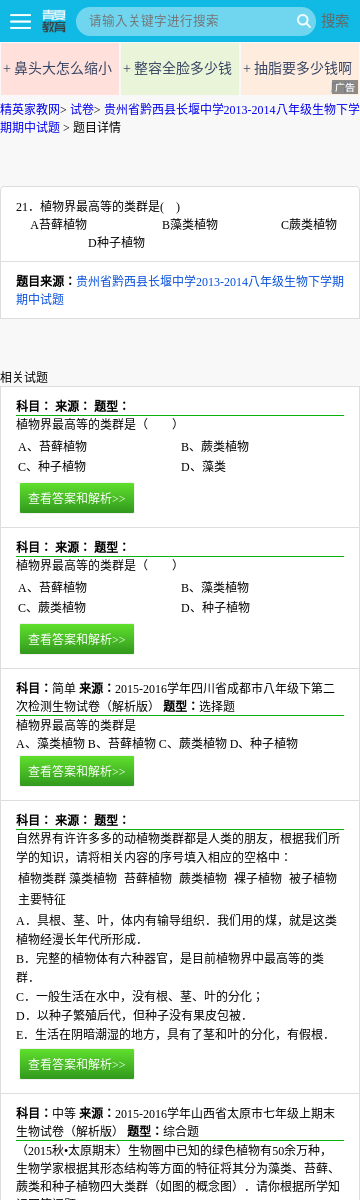 青夏教育
请输入关键字进行搜索
搜索
+ 鼻头大怎么缩小
+ 整容全脸多少钱
+ 抽脂要多少钱啊
广告
精英家教网> 试卷> 贵州省黔西县长堰中学2013-2014八年级生物下学
期期中试题 > 题目详情
21．植物界最高等的类群是(　)
A苔藓植物 B藻类植物 C蕨类植物
D种子植物
题目来源：贵州省黔西县长堰中学2013-2014八年级生物下学期
期中试题
相关试题
科目： 来源： 题型：
植物界最高等的类群是（　　）
A、苔藓植物 B、蕨类植物
C、种子植物 D、藻类
查看答案和解析>>
科目： 来源： 题型：
植物界最高等的类群是（　　）
A、苔藓植物 B、藻类植物
C、蕨类植物 D、种子植物
查看答案和解析>>
科目：简单 来源：2015-2016学年四川省成都市八年级下第二
次检测生物试卷（解析版） 题型：选择题
植物界最高等的类群是
A、藻类植物 B、苔藓植物 C、蕨类植物 D、种子植物
查看答案和解析>>
科目： 来源： 题型：
自然界有许许多多的动植物类群都是人类的朋友，根据我们所
学的知识，请将相关内容的序号填入相应的空格中：
植物类群 藻类植物 苔藓植物 蕨类植物 裸子植物 被子植物
主要特征
A．具根、茎、叶，体内有输导组织．我们用的煤，就是这类
植物经漫长年代所形成．
B．完整的植物体有六种器官，是目前植物界中最高等的类
群．
C．一般生活在水中，没有根、茎、叶的分化；
D．以种子繁殖后代，但种子没有果皮包被．
E．生活在阴暗潮湿的地方，具有了茎和叶的分化，有假根．
查看答案和解析>>
科目：中等 来源：2015-2016学年山西省太原市七年级上期末
生物试卷（解析版） 题型：综合题
（2015秋•太原期末）生物圈中已知的绿色植物有50余万种，
生物学家根据其形态结构等方面的特征将其分为藻类、苔藓、
蕨类和种子植物四大类群（如图的概念图）．请你根据所学知